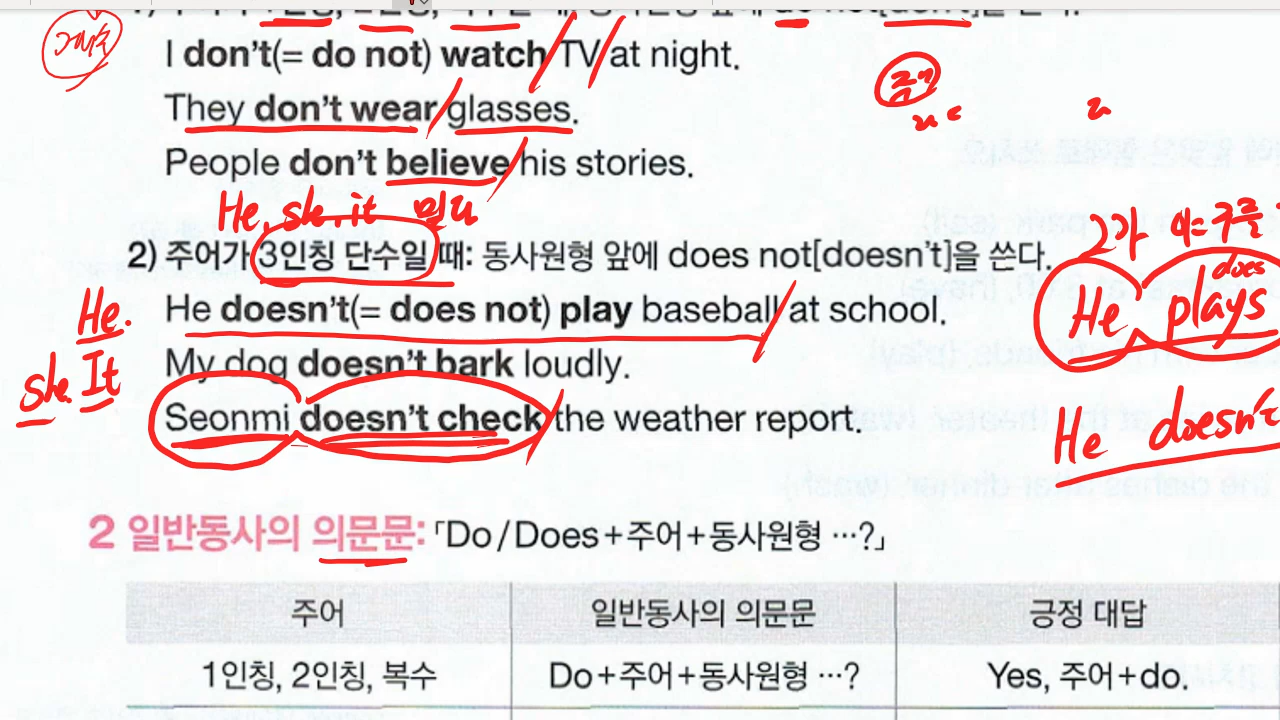 I don't(= do not) watch TV at night.
They don't wear glasses.
People don't believe his stories.
He, she, it
2) 주어가 3인칭 단수일 때: 동사원형 앞에 does not[doesn't]을 쓴다.
He doesn't(= does not) play baseball at school.
My dog doesn't bark loudly.
Seonmi doesn't check the weather report.
He.
she. It
does
He plays
He doesn't
2 일반동사의 의문문: 「Do/Does+주어+동사원형 …?」
주어 일반동사의 의문문 긍정 대답
1인칭, 2인칭, 복수 Do+주어+동사원형 …? Yes, 주어+do.